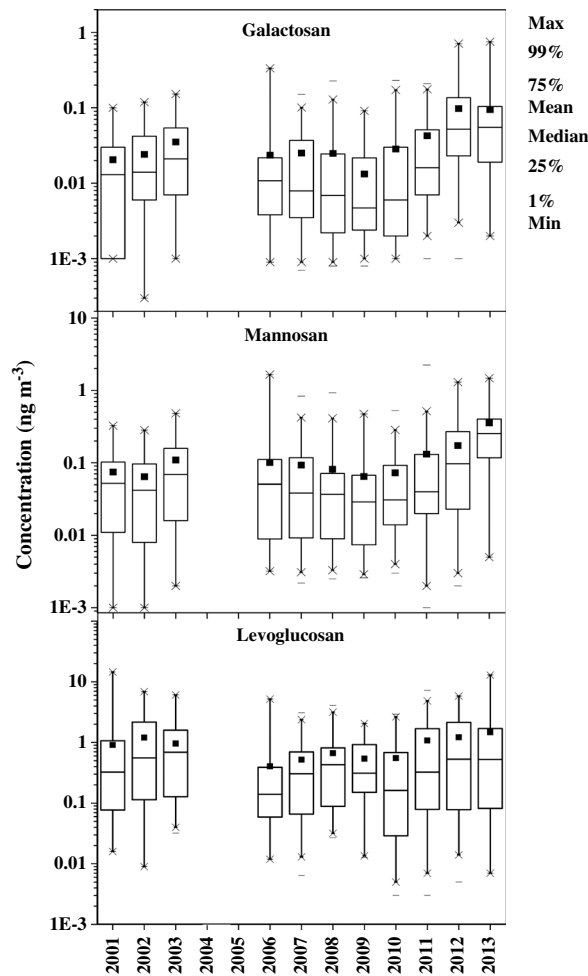 Galactosan
1
0.1
0.01
1E-3
Max
99%
75%
Mean
Median
25%
1%
Min
Concentration (ng m-3)
Mannosan
10
1
0.1
0.01
1E-3
Levoglucosan
10
1
0.1
0.01
1E-3
2001
2002
2003
2004
2005
2006
2007
2008
2009
2010
2011
2012
2013